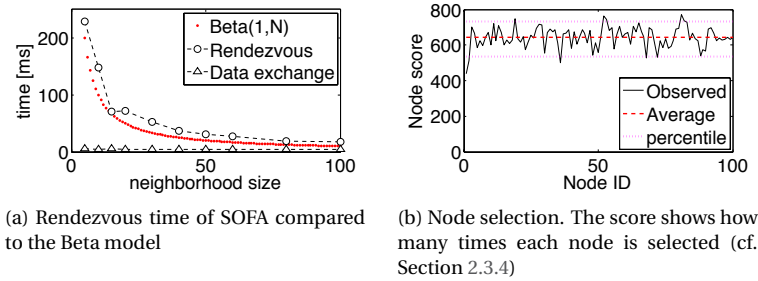 200
100
0
time [ms]
0
50
100
neighborhood size
Beta(1,N)
Rendezvous
Data exchange
(a) Rendezvous time of SOFA compared
to the Beta model
800
600
400
200
0
Node score
0
50
100
Node ID
Observed
Average
percentile
(b) Node selection. The score shows how
many times each node is selected (cf.
Section 2.3.4)